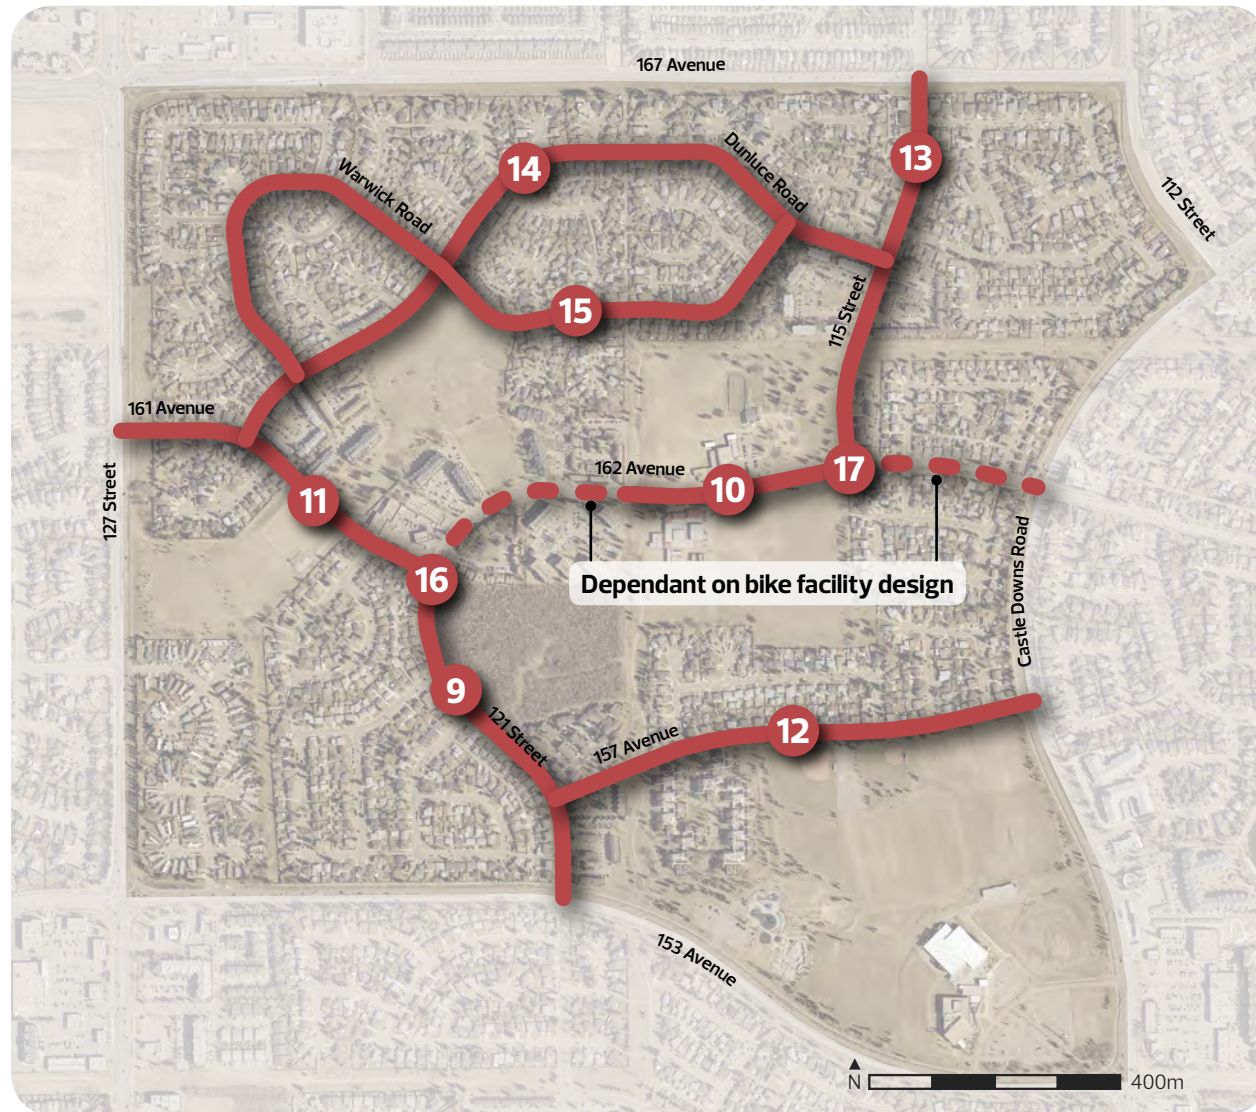 167 Avenue
13
Dunluce Road
14
Warwick Road
112 Street
15
115 Street
161 Avenue
127 Street
162 Avenue
17
10
11
Castle Downs Road
16
Dependant on bike facility design
9
121 Street
157 Avenue
12
153 Avenue
N
400m